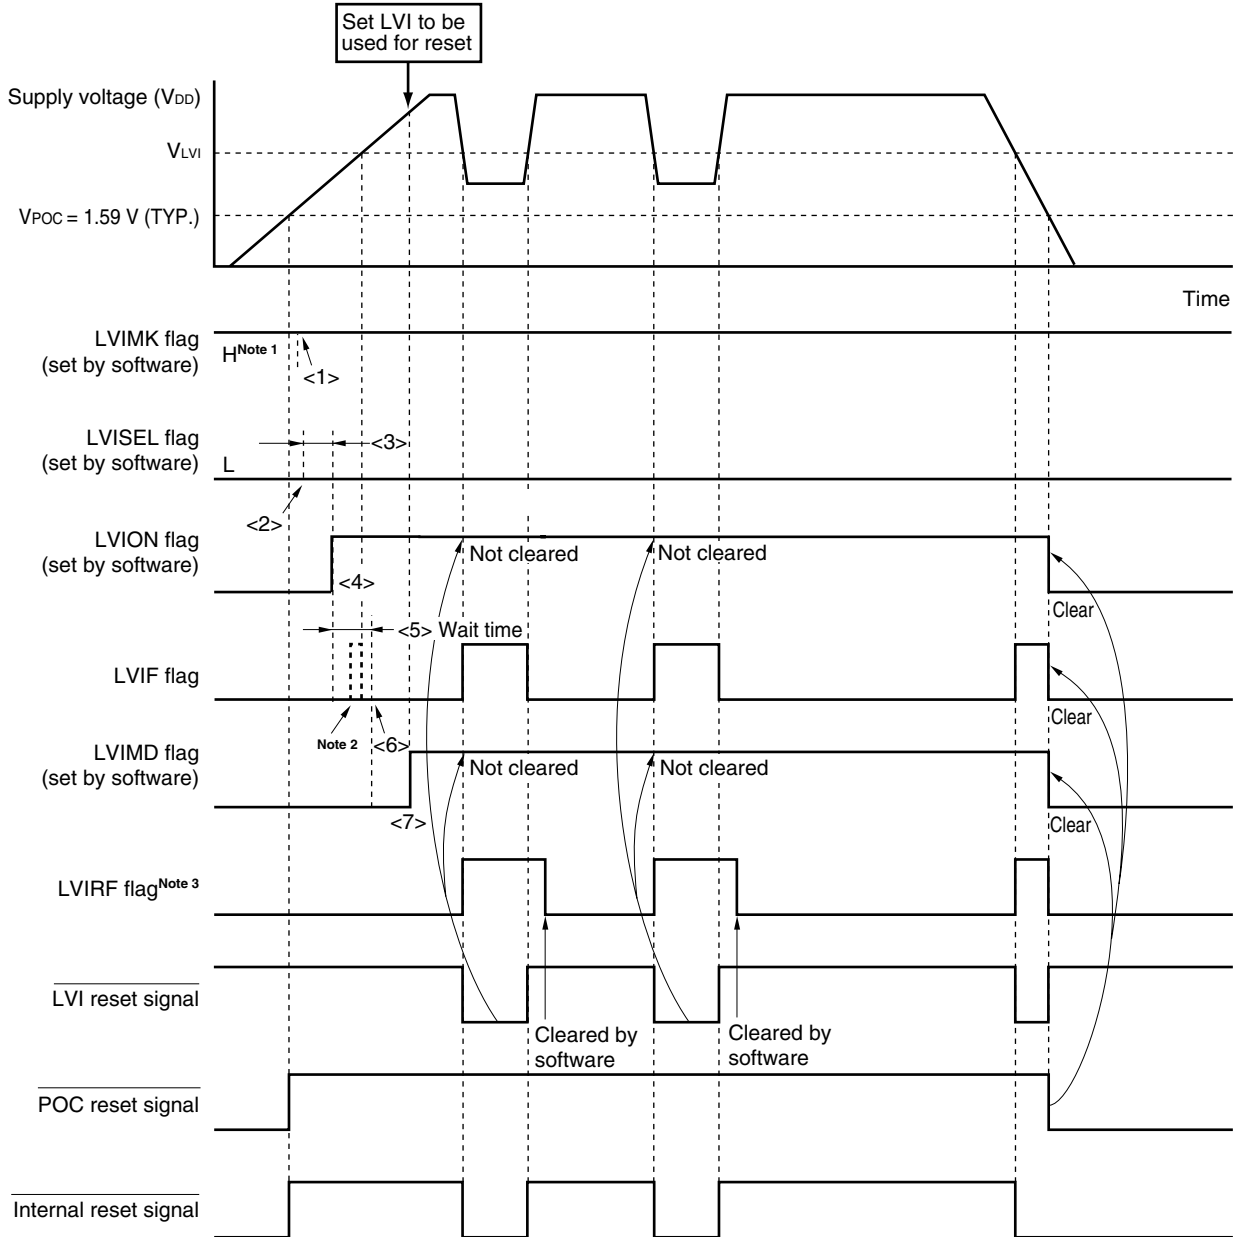 Set LVI to be
used for reset
Supply voltage (VDD)
VLVI
VPOC = 1.59 V (TYP.)
Time
LVIMK flag
(set by software)
H Note 1
<1>
LVISEL flag
(set by software)
L
<3>
<2>
LVION flag
(set by software)
Not cleared
Not cleared
<4>
Clear
<5> Wait time
LVIF flag
Clear
Note 2
<6>
LVIMD flag
(set by software)
Not cleared
Not cleared
<7>
Clear
LVIRF flag Note 3
LVI reset signal
Cleared by
software
Cleared by
software
POC reset signal
Internal reset signal